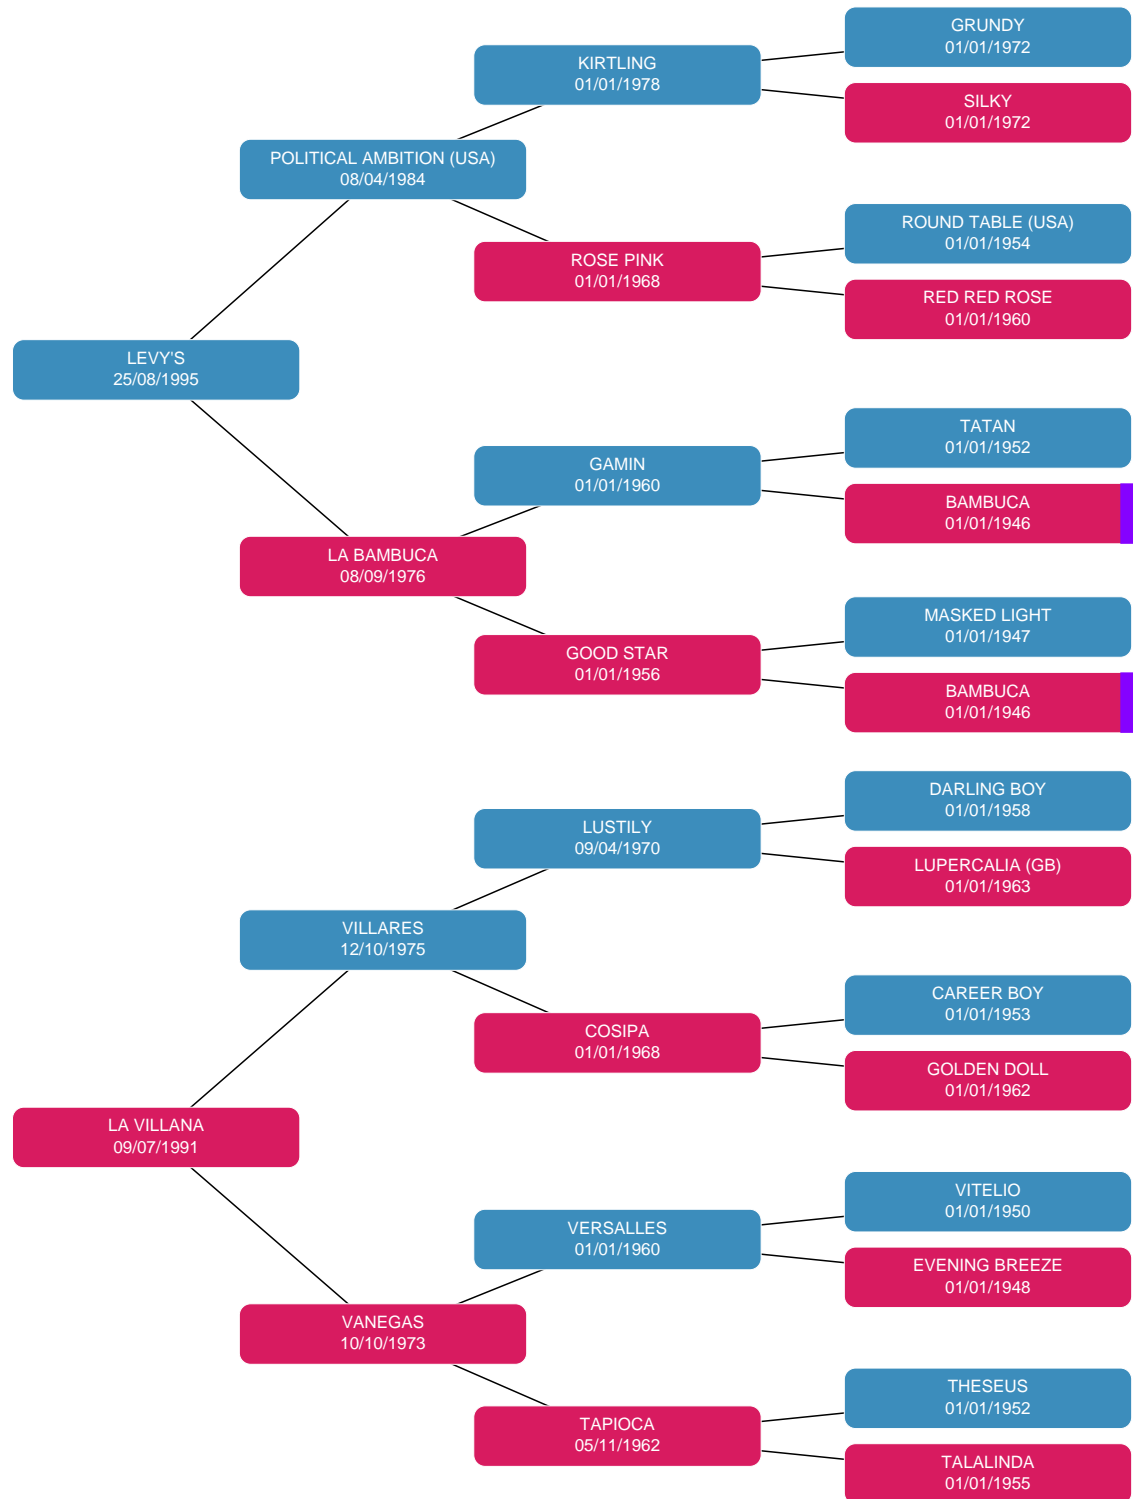 GRUNDY
01/01/1972
KIRTLING
01/01/1978
SILKY
01/01/1972
POLITICAL AMBITION (USA)
08/04/1984
ROUND TABLE (USA)
01/01/1954
ROSE PINK
01/01/1968
RED RED ROSE
01/01/1960
LEVY'S
25/08/1995
TATAN
01/01/1952
GAMIN
01/01/1960
BAMBUCA
01/01/1946
LA BAMBUCA
08/09/1976
MASKED LIGHT
01/01/1947
GOOD STAR
01/01/1956
BAMBUCA
01/01/1946
DARLING BOY
01/01/1958
LUSTILY
09/04/1970
LUPERCALIA (GB)
01/01/1963
VILLARES
12/10/1975
CAREER BOY
01/01/1953
COSIPA
01/01/1968
GOLDEN DOLL
01/01/1962
LA VILLANA
09/07/1991
VITELIO
01/01/1950
VERSALLES
01/01/1960
EVENING BREEZE
01/01/1948
VANEGAS
10/10/1973
THESEUS
01/01/1952
TAPIOCA
05/11/1962
TALALINDA
01/01/1955